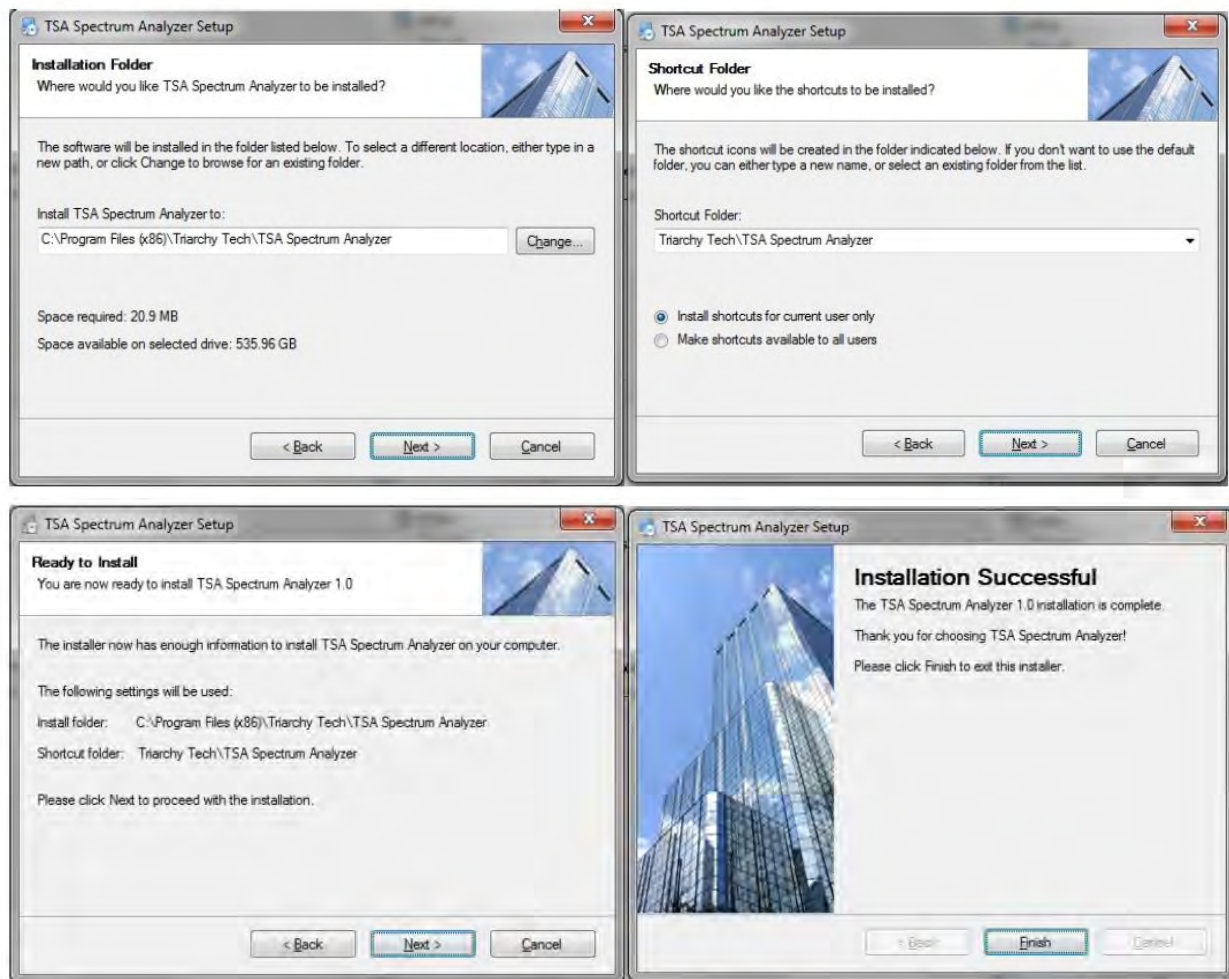 TSA Spectrum Analyzer Setup
Installation Folder
Where would you like TSA Spectrum Analyzer to be installed?
The software will be installed in the folder listed below. To select a different location, either type in a
new path, or click Change to browse for an existing folder.
Install TSA Spectrum Analyzer to:
C:\Program Files (x86)\Triarchy Tech\TSA Spectrum Analyzer
Change...
Space required: 20.9 MB
Space available on selected drive: 535.96 GB
< Back
Next >
Cancel
TSA Spectrum Analyzer Setup
Shortcut Folder
Where would you like the shortcuts to be installed?
The shortcut icons will be created in the folder indicated below. If you don't want to use the default
folder, you can either type a new name, or select an existing folder from the list.
Shortcut Folder:
Triarchy Tech\TSA Spectrum Analyzer
Install shortcuts for current user only
Make shortcuts available to all users
< Back
Next >
Cancel
TSA Spectrum Analyzer Setup
Ready to Install
You are now ready to install TSA Spectrum Analyzer 1.0
The installer now has enough information to install TSA Spectrum Analyzer on your computer.
The following settings will be used:
Install folder: C:\Program Files (x86)\Triarchy Tech\TSA Spectrum Analyzer
Shortcut folder: Triarchy Tech\TSA Spectrum Analyzer
Please click Next to proceed with the installation.
< Back
Next >
Cancel
TSA Spectrum Analyzer Setup
Installation Successful
The TSA Spectrum Analyzer 1.0 installation is complete.
Thank you for choosing TSA Spectrum Analyzer!
Please click Finish to exit this installer.
< Back
Finish
Cancel